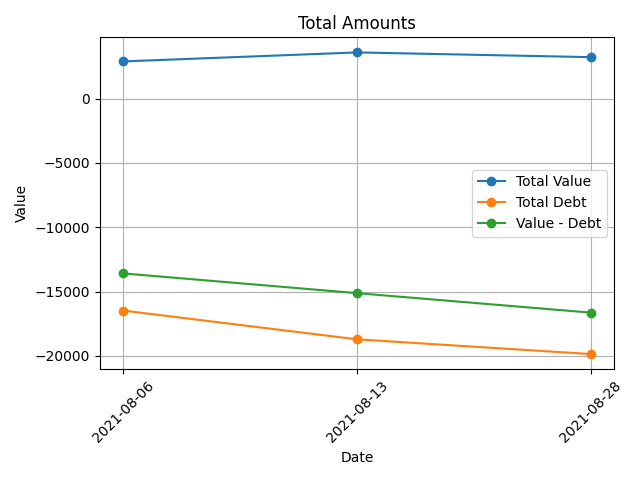 Total Amounts
Value
0
−5000
−10000
−15000
−20000
Total Value
Total Debt
Value - Debt
2021-08-06
2021-08-13
2021-08-28
Date